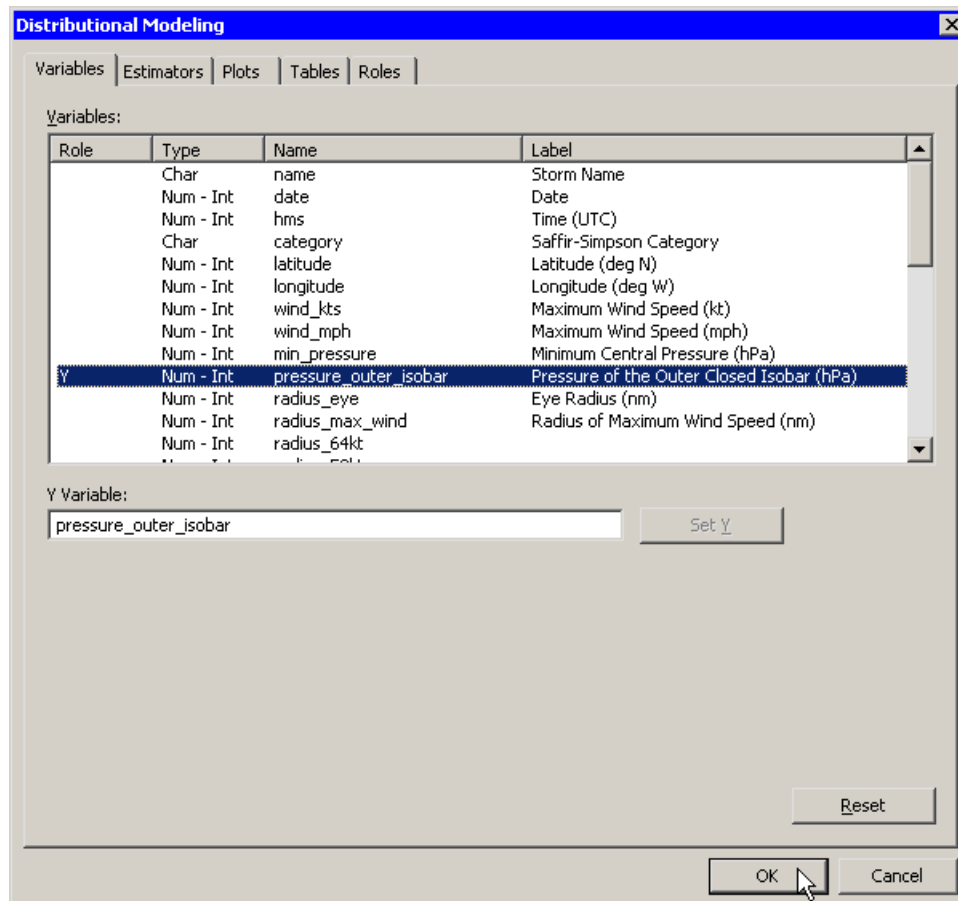 Distributional Modeling
Variables Estimators Plots Tables Roles
Variables:
Role Type Name Label
Char name Storm Name
Num - Int date Date
Num - Int hms Time (UTC)
Char category Saffir-Simpson Category
Num - Int latitude Latitude (deg N)
Num - Int longitude Longitude (deg W)
Num - Int wind_kts Maximum Wind Speed (kt)
Num - Int wind_mph Maximum Wind Speed (mph)
Num - Int min_pressure Minimum Central Pressure (hPa)
Y Num - Int pressure_outer_isobar Pressure of the Outer Closed Isobar (hPa)
Num - Int radius_eye Eye Radius (nm)
Num - Int radius_max_wind Radius of Maximum Wind Speed (nm)
Num - Int radius_64kt
Y Variable:
pressure_outer_isobar Set Y
Reset
OK Cancel